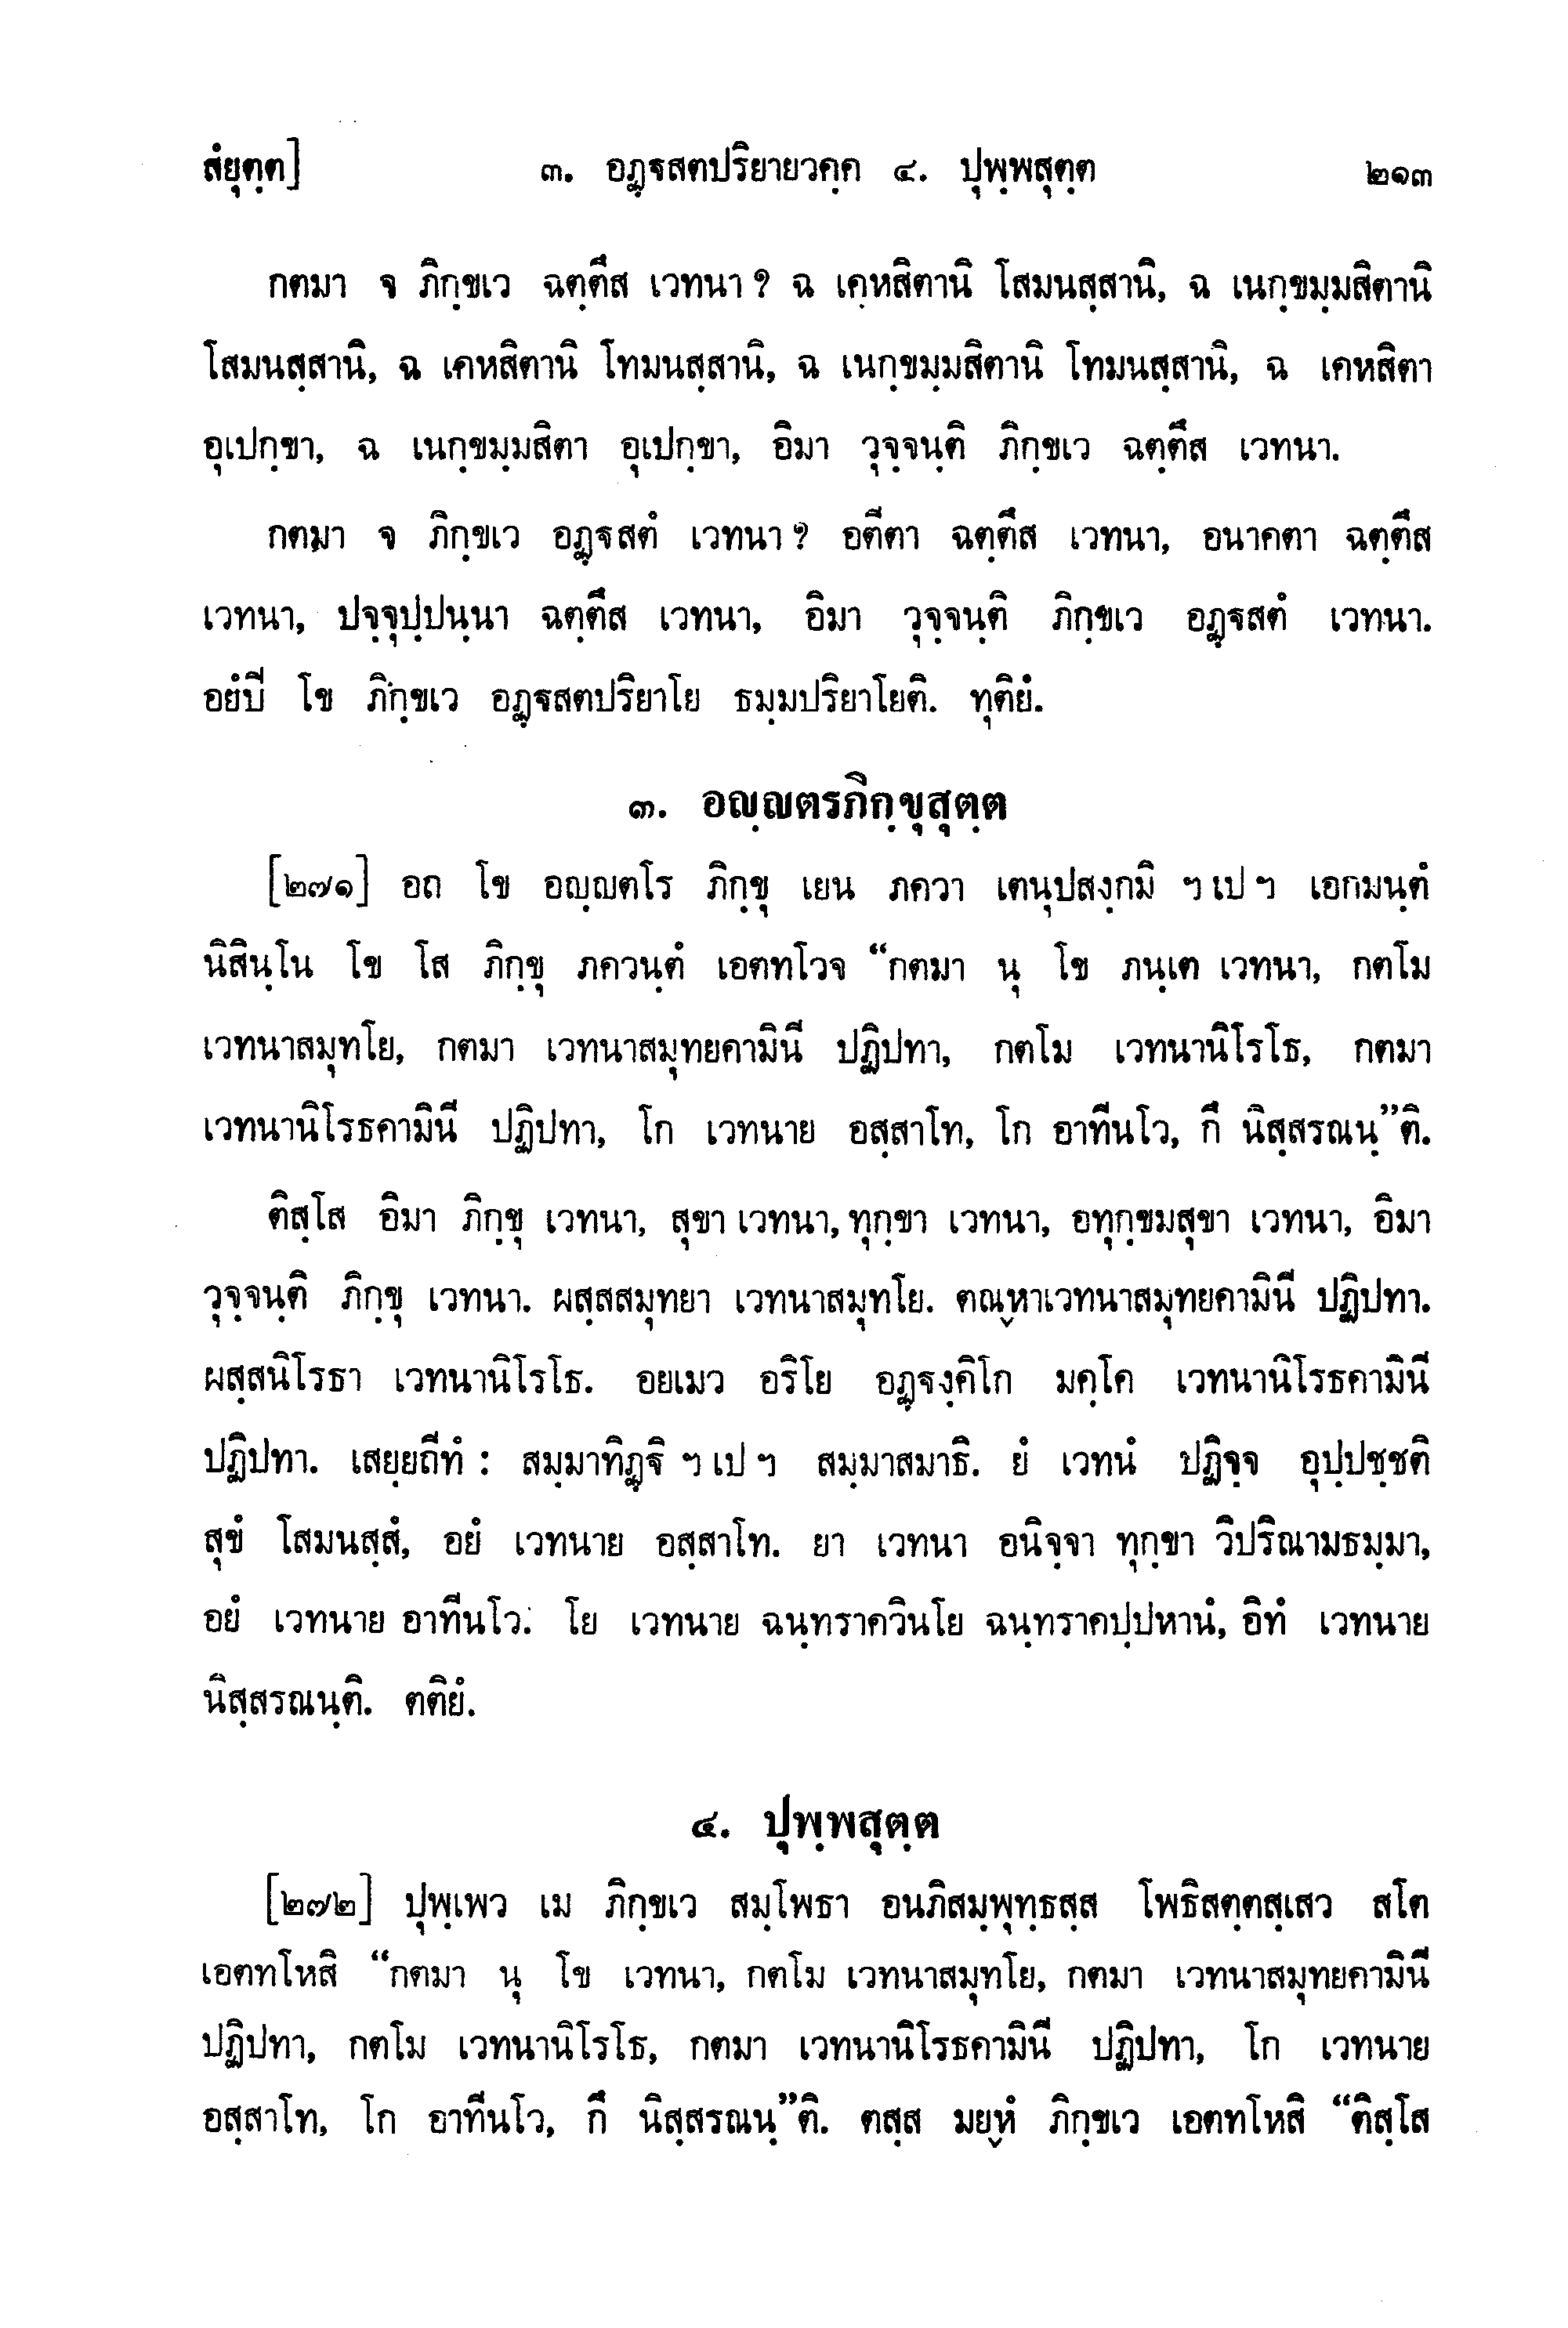 สํยุตฺต] ๓. อฏฺฐสตปริยายวคฺค ๔. ปุพฺพสุตฺต ๒๑๓
กตมา จ ภิกฺขเว ฉตฺตึส เวทนา ? ฉ เคหสิตานิ โสมนสฺสานิ, ฉ เนกฺขมฺมสิตานิ
โสมนสฺสานิ, ฉ เคหสิตานิ โทมนสฺสานิ, ฉ เนกฺขมฺมสิตานิ โทมนสฺสานิ, ฉ เคหสิตา
อุเปกฺขา, ฉ เนกฺขมฺมสิตา อุเปกฺขา, อิมา วุจฺจนฺติ ภิกฺขเว ฉตฺตึส เวทนา.
กตมา จ ภิกฺขเว อฏฺฐสตํ เวทนา ? อตีตา ฉตฺตึส เวทนา, อนาคตา ฉตฺตึส
เวทนา, ปจฺจุปฺปนฺนา ฉตฺตึส เวทนา, อิมา วุจฺจนฺติ ภิกฺขเว อฏฺฐสตํ เวทนา.
อยํปี โข ภิกฺขเว อฏฺฐสตปริยาโย ธมฺมปริยาโยติ. ทุติยํ.
๓. อญฺญตรภิกฺขุสุตฺต
[๒๗๑] อถ โข อญฺญตโร ภิกฺขุ เยน ภควา เตนุปสงฺกมิ ฯ เป ฯ เอกมนฺตํ
นิสินฺโน โข โส ภิกฺขุ ภควนฺตํ เอตทโวจ “กตมา นุ โข ภนฺเต เวทนา, กตโม
เวทนาสมุทโย, กตมา เวทนาสมุทยคามินี ปฏิปทา, กตโม เวทนานิโรโธ, กตมา
เวทนานิโรธคามินี ปฏิปทา, โก เวทนาย อสฺสาโท, โก อาทีนโว, กึ นิสฺสรณนฺ”ติ.
ติสฺโส อิมา ภิกฺขุ เวทนา, สุขา เวทนา, ทุกฺขา เวทนา, อทุกฺขมสุขา เวทนา, อิมา
วุจฺจนฺติ ภิกฺขุ เวทนา. ผสฺสสมุทยา เวทนาสมุทโย. ตณฺหาเวทนาสมุทยคามินี ปฏิปทา.
ผสฺสนิโรธา เวทนานิโรโธ. อยเมว อริโย อฏฺฐงฺคิโก มคฺโค เวทนานิโรธคามินี
ปฏิปทา. เสยฺยถีทํ : สมฺมาทิฏฺฐิ ฯ เป ฯ สมฺมาสมาธิ. ยํ เวทนํ ปฏิจฺจ อุปฺปชฺชติ
สุขํ โสมนสฺสํ, อยํ เวทนาย อสฺสาโท. ยา เวทนา อนิจฺจา ทุกฺขา วิปริณามธมฺมา,
อยํ เวทนาย อาทีนโว. โย เวทนาย ฉนฺทราควินโย ฉนฺทราคปฺปหานํ, อิทํ เวทนาย
นิสฺสรณนฺติ. ตติยํ.
๔. ปุพฺพสุตฺต
[๒๗๒] ปุพฺเพว เม ภิกฺขเว สมฺโพธา อนภิสมฺพุทฺธสฺส โพธิสตฺตสฺเสว สโต
เอตทโหสิ “กตมา นุ โข เวทนา, กตโม เวทนาสมุทโย, กตมา เวทนาสมุทยคามินี
ปฏิปทา, กตโม เวทนานิโรโธ, กตมา เวทนานิโรธคามินี ปฏิปทา, โก เวทนาย
อสฺสาโท, โก อาทีนโว, กึ นิสฺสรณนฺ”ติ. ตสฺส มยฺหํ ภิกฺขเว เอตทโหสิ “ติสฺโส